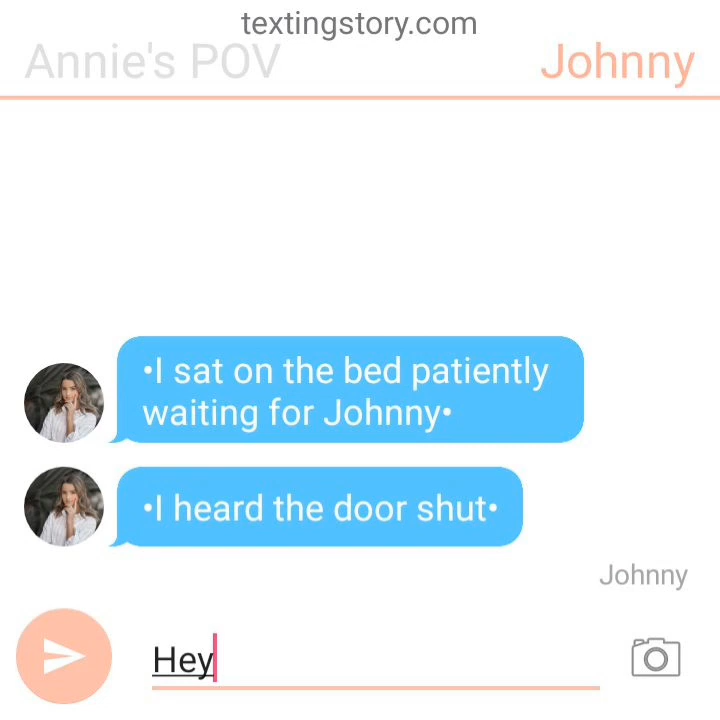 textingstory.com
Annie's POV
Johnny
•I sat on the bed patiently
waiting for Johnny•
•I heard the door shut•
Johnny
Hey